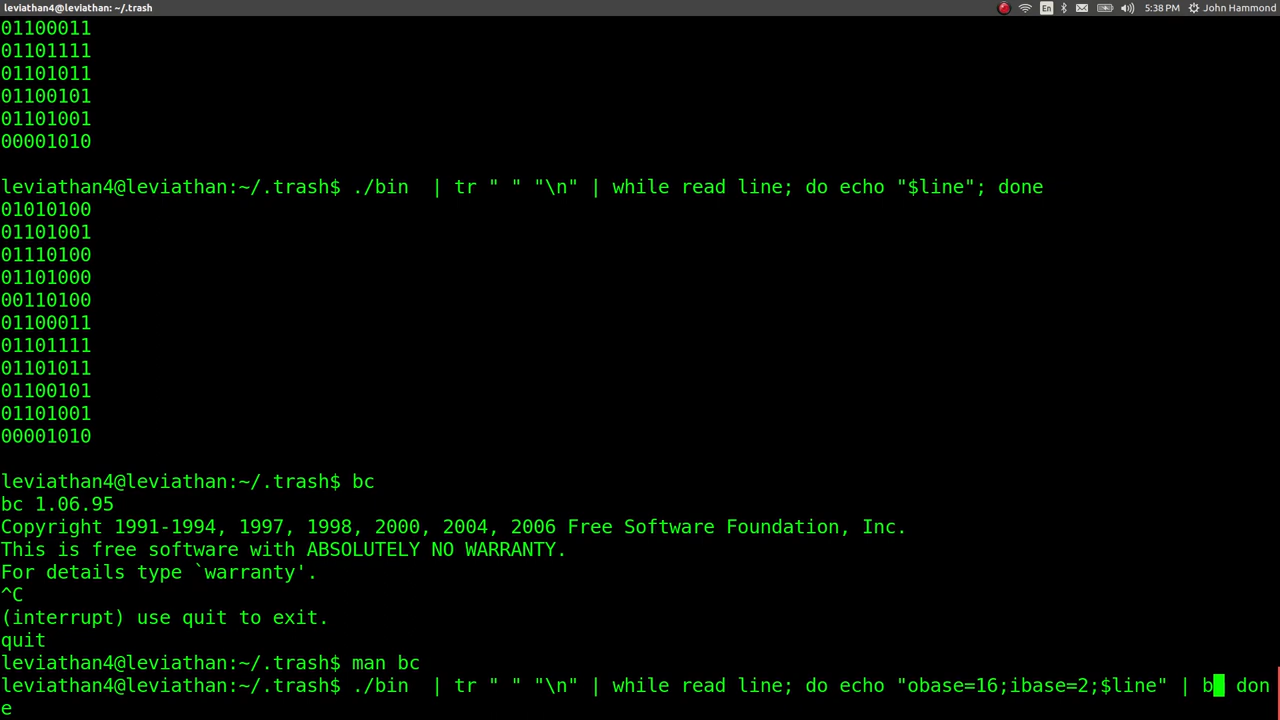 leviathan4@leviathan: ~/.trash En 5:38 PM John Hammond
01100011
01101111
01101011
01100101
01101001
00001010
leviathan4@leviathan:~/.trash$ ./bin  | tr " " "\n" | while read line; do echo "$line"; done
01010100
01101001
01110100
01101000
00110100
01100011
01101111
01101011
01100101
01101001
00001010
leviathan4@leviathan:~/.trash$ bc
bc 1.06.95
Copyright 1991-1994, 1997, 1998, 2000, 2004, 2006 Free Software Foundation, Inc.
This is free software with ABSOLUTELY NO WARRANTY.
For details type `warranty'.
^C
(interrupt) use quit to exit.
quit
leviathan4@leviathan:~/.trash$ man bc
leviathan4@leviathan:~/.trash$ ./bin  | tr " " "\n" | while read line; do echo "obase=16;ibase=2;$line" | b don
e